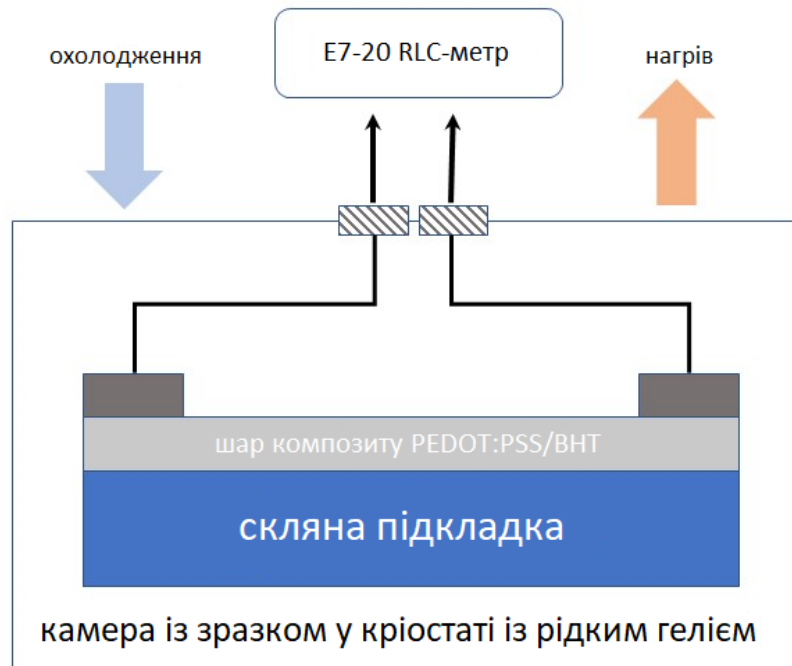 охолодження
E7-20 RLC-метр
нагрів
шар композиту PEDOT:PSS/ВНТ
скляна підкладка
камера із зразком у кріостаті із рідким гелієм